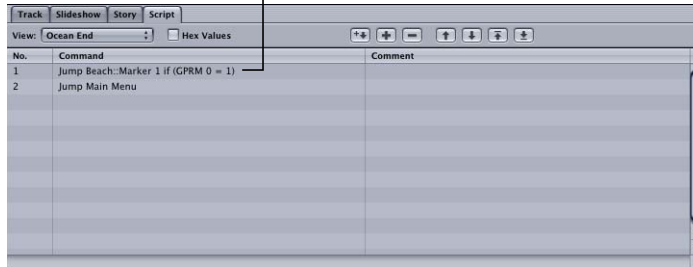 Track Slideshow Story Script
View: Ocean End Hex Values
No. Command Comment
1 Jump Beach::Marker 1 if (GPRM 0 = 1)
2 Jump Main Menu